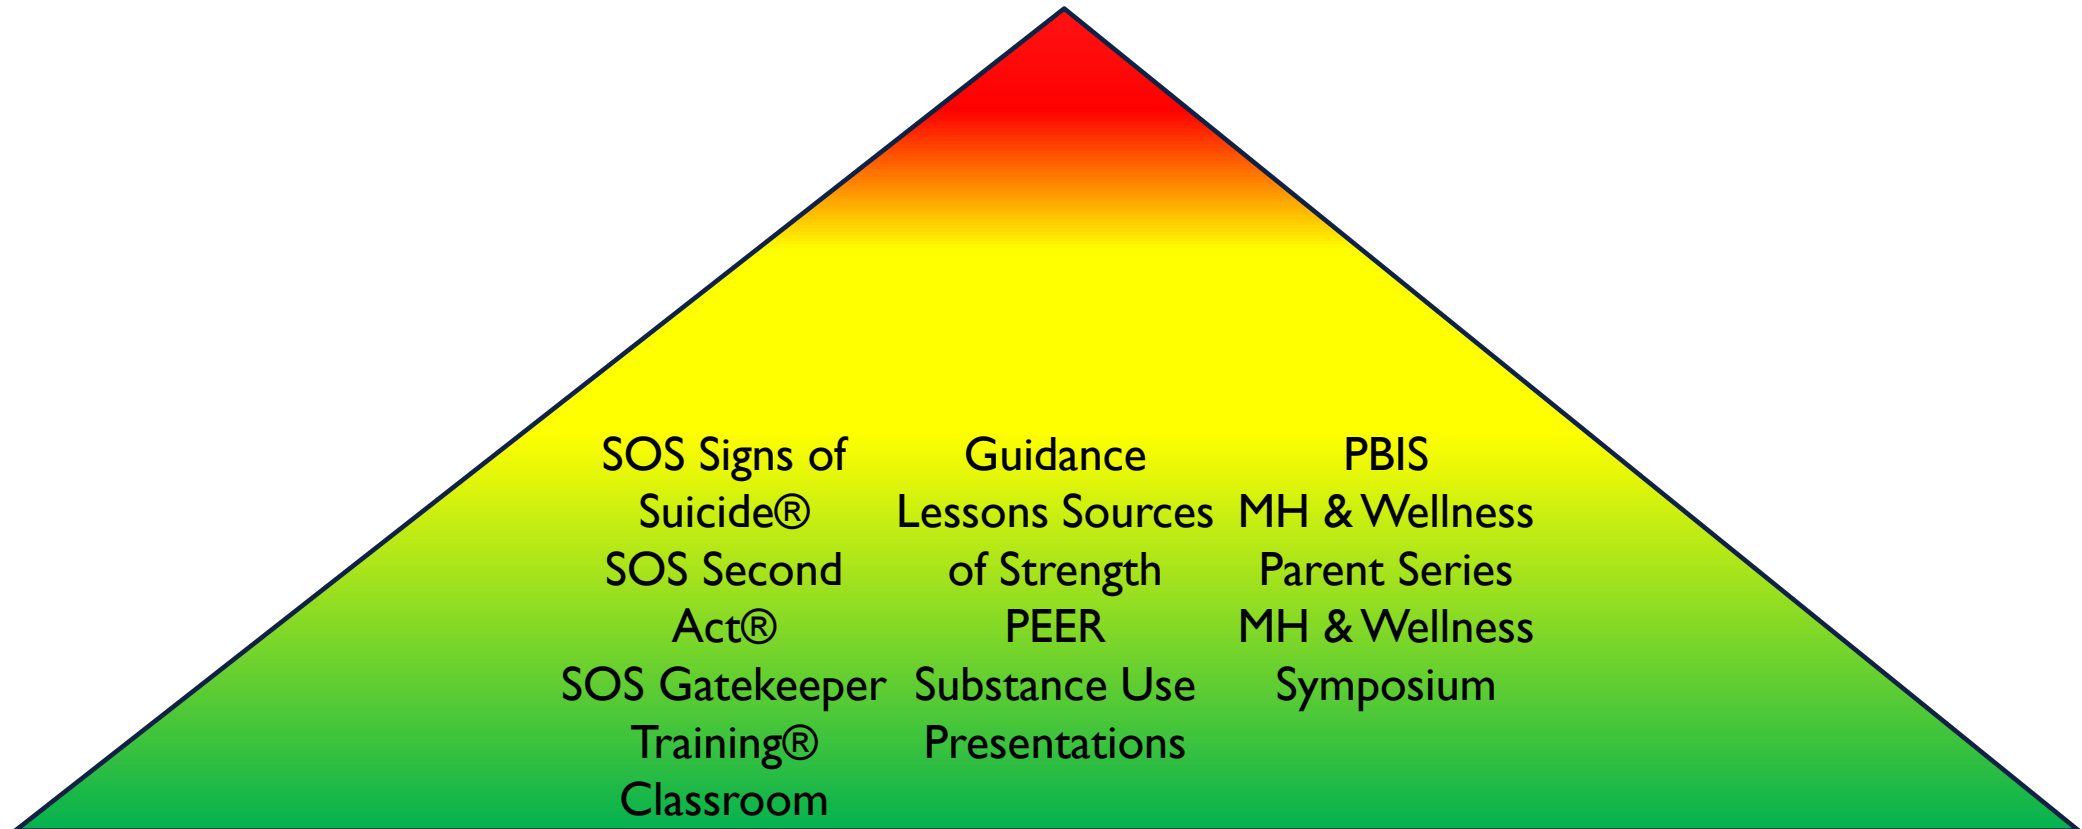 SOS Signs of
Suicide®
SOS Second
Act®
SOS Gatekeeper
Training®
Classroom
Guidance
Lessons Sources
of Strength
PEER
Substance Use
Presentations
PBIS
MH & Wellness
Parent Series
MH & Wellness
Symposium